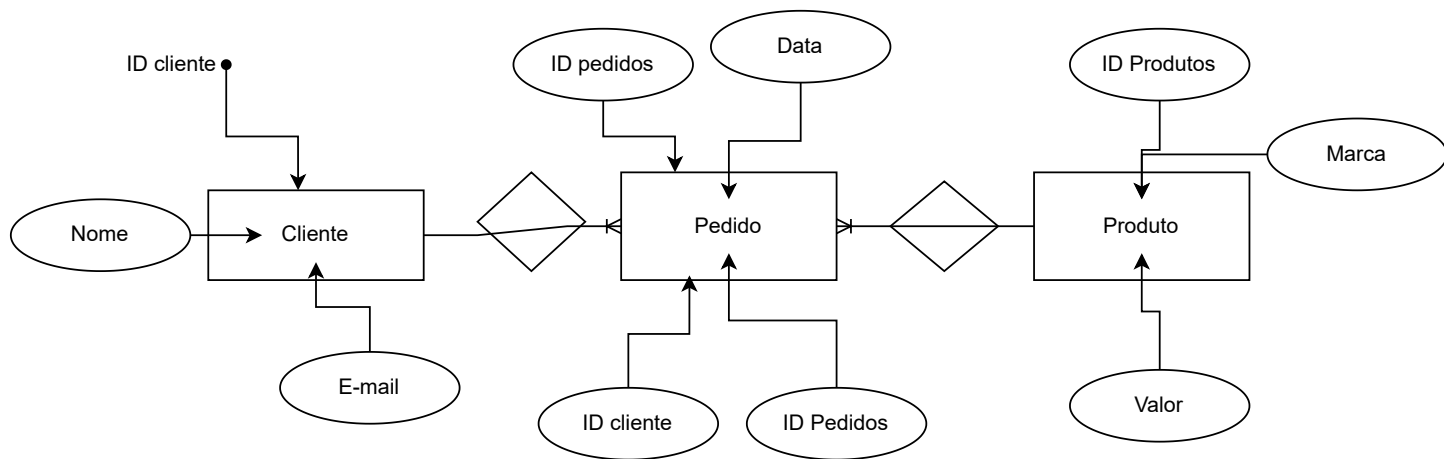 Data
ID cliente
ID pedidos
ID Produtos
Marca
Nome
Cliente
Pedido
Produto
E-mail
ID cliente
ID Pedidos
Valor